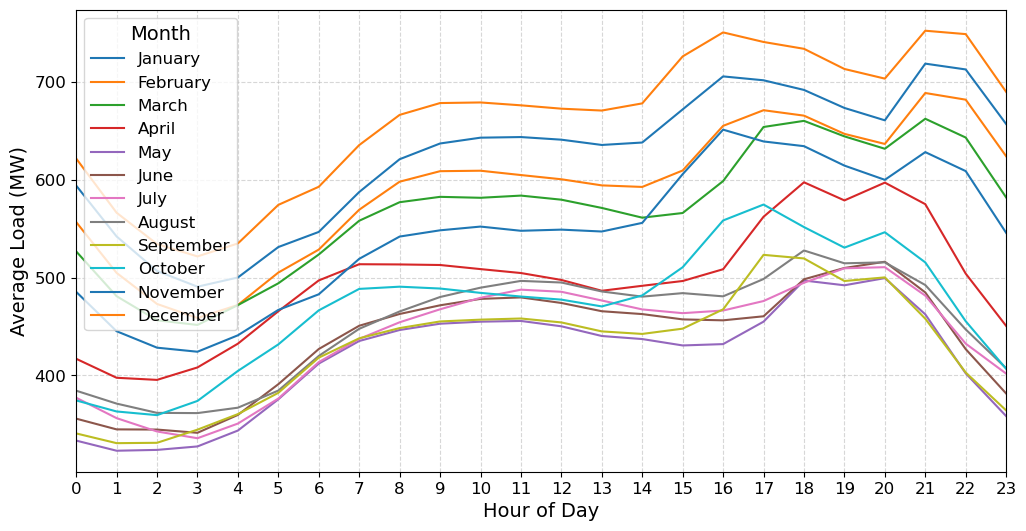 Month
January
February
March
April
May
June
July
August
September
October
November
December
700
600
500
400
Average Load (MW)
0 1 2 3 4 5 6 7 8 9 10 11 12 13 14 15 16 17 18 19 20 21 22 23
Hour of Day